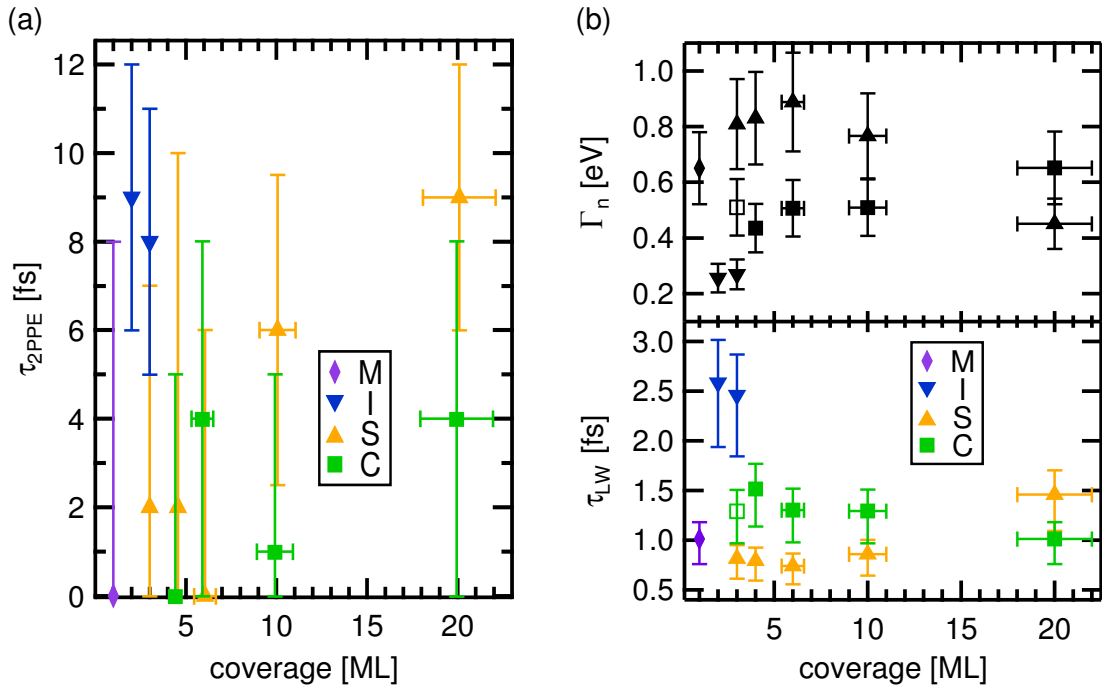 (a)
12
10
8
6
4
2
0
τ2PPE [fs]
M
I
S
C
5
10
15
20
coverage [ML]
(b)
1.0
0.8
0.6
0.4
0.2
Γn [eV]
3.0
2.5
2.0
1.5
1.0
0.5
τLW [fs]
M
I
S
C
5
10
15
20
coverage [ML]